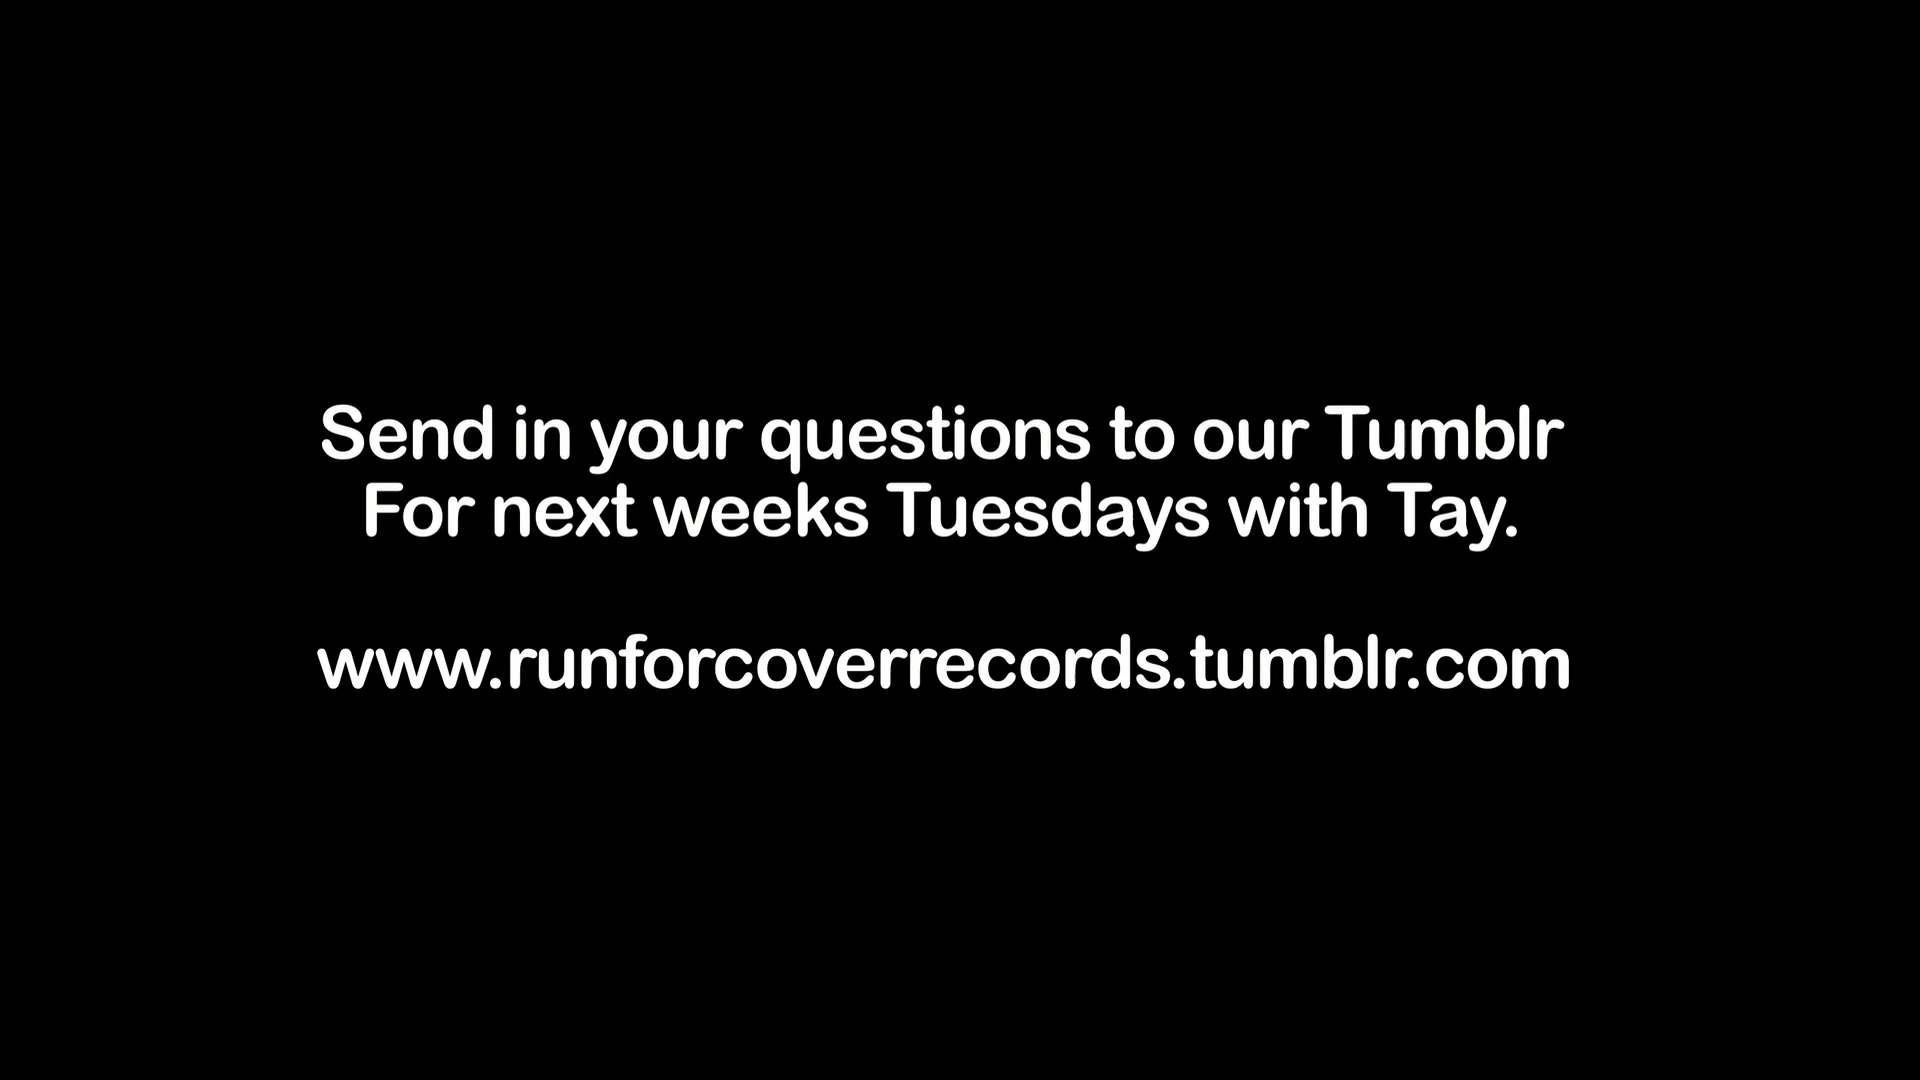 Send in your questions to our Tumblr
For next weeks Tuesdays with Tay.
www.runforcoverrecords.tumblr.com